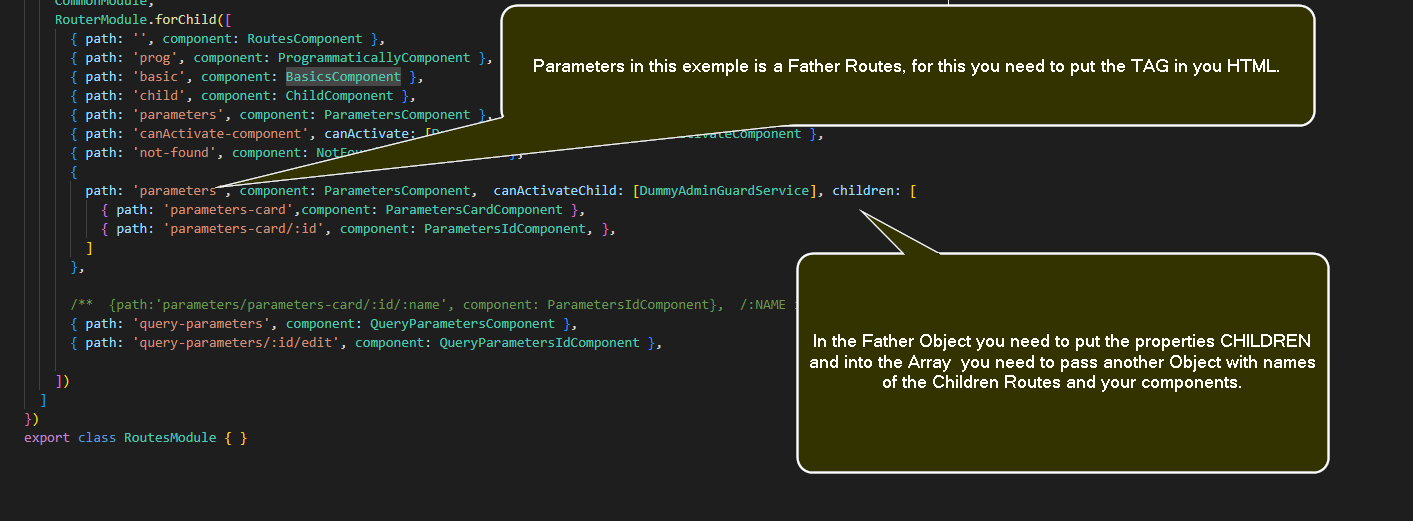 CommonModule,
RouterModule.forChild([
{ path: '', component: RoutesComponent },
{ path: 'prog', component: ProgrammaticallyComponent },
{ path: 'basic', component: BasicsComponent },
{ path: 'child', component: ChildComponent },
{ path: 'parameters', component: ParametersComponent },
{ path: 'canActivate-component', canActivate: [ ateComponent },
{ path: 'not-found', component: },
{
path: 'parameters', component: ParametersComponent, canActivateChild: [DummyAdminGuardService], children: [
{ path: 'parameters-card',component: ParametersCardComponent },
{ path: 'parameters-card/:id', component: ParametersIdComponent, },
]
},
/** {path:'parameters/parameters-card/:id/:name', component: ParametersIdComponent}, /:NAME
{ path: 'query-parameters', component: QueryParametersComponent },
{ path: 'query-parameters/:id/edit', component: QueryParametersIdComponent },
])
]
})
export class RoutesModule { }
Parameters in this exemple is a Father Routes, for this you need to put the TAG in you HTML.
In the Father Object you need to put the properties CHILDREN
and into the Array you need to pass another Object with names
of the Children Routes and your components.